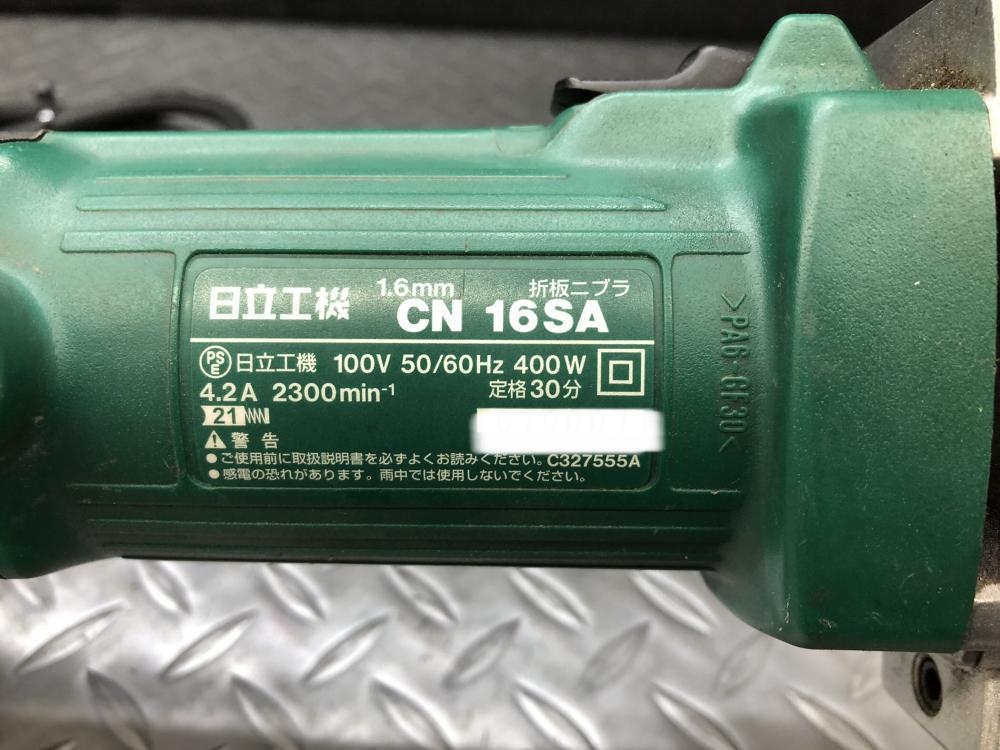 1.6mm 折板ニブラ
日立工機 CN 16SA
PSE 日立工機 100V 50/60Hz 400W
4.2A 2300min⁻¹ 定格30分
21
警告
●ご使用前に取扱説明書を必ずよくお読みください。C327555A
●感電の恐れがあります。雨中では使用しないでください。
>PA6-GF30<